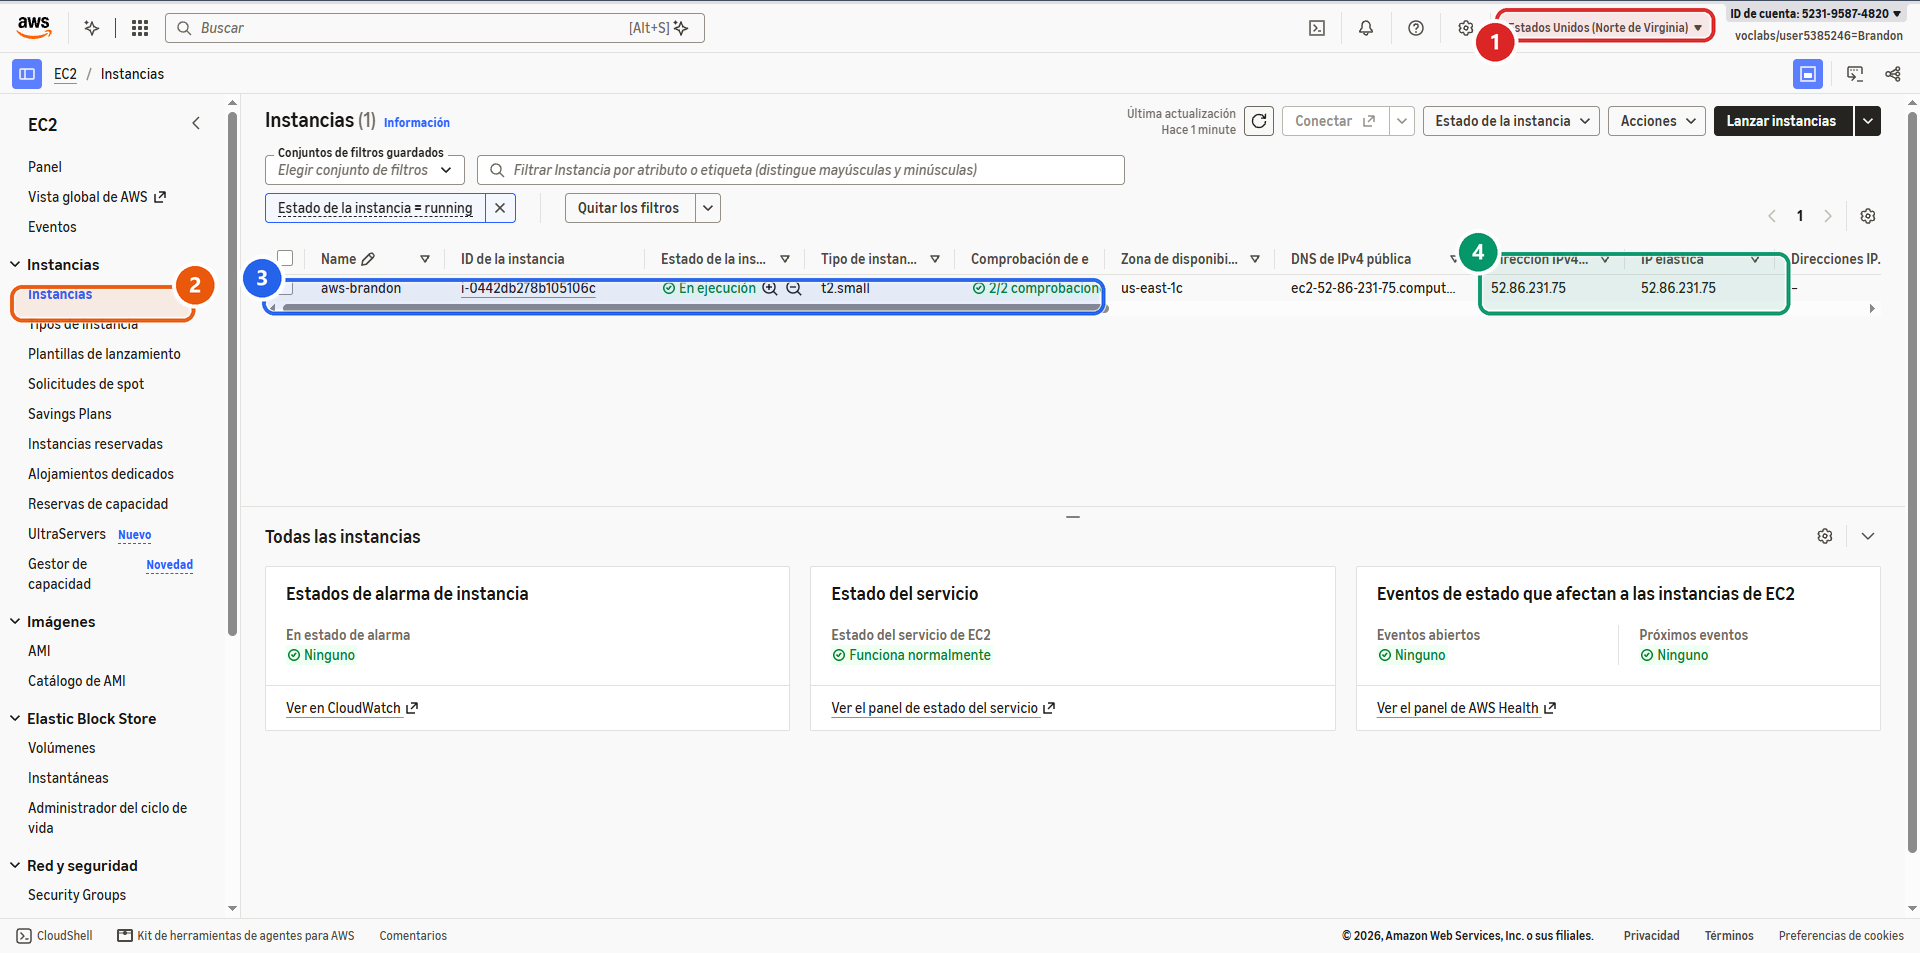 aws
Buscar
[Alt+S]
1
Estados Unidos (Norte de Virginia)
ID de cuenta: 5231-9587-4820
voclabs/user5385246=Brandon
EC2 / Instancias
EC2
Panel
Vista global de AWS
Eventos
Instancias
2
Instancias
Tipos de instancia
Plantillas de lanzamiento
Solicitudes de spot
Savings Plans
Instancias reservadas
Alojamientos dedicados
Reservas de capacidad
UltraServers Nuevo
Gestor de capacidad Novedad
Imágenes
AMI
Catálogo de AMI
Elastic Block Store
Volúmenes
Instantáneas
Administrador del ciclo de vida
Red y seguridad
Security Groups
Instancias (1) Información
Última actualización
Hace 1 minute
Conectar
Estado de la instancia
Acciones
Lanzar instancias
Conjuntos de filtros guardados
Elegir conjunto de filtros
Filtrar Instancia por atributo o etiqueta (distingue mayúsculas y minúsculas)
Estado de la instancia = running
Quitar los filtros
1
3
4
Name ID de la instancia Estado de la ins... Tipo de instan... Comprobación de e Zona de disponibi... DNS de IPv4 pública Dirección IPv4... IP elástica Direcciones IP.
aws-brandon i-0442db278b105106c En ejecución t2.small 2/2 comprobacion us-east-1c ec2-52-86-231-75.comput... 52.86.231.75 52.86.231.75 –
Todas las instancias
Estados de alarma de instancia
En estado de alarma
Ninguno
Ver en CloudWatch
Estado del servicio
Estado del servicio de EC2
Funciona normalmente
Ver el panel de estado del servicio
Eventos de estado que afectan a las instancias de EC2
Eventos abiertos
Ninguno
Próximos eventos
Ninguno
Ver el panel de AWS Health
CloudShell
Kit de herramientas de agentes para AWS
Comentarios
© 2026, Amazon Web Services, Inc. o sus filiales.
Privacidad
Términos
Preferencias de cookies